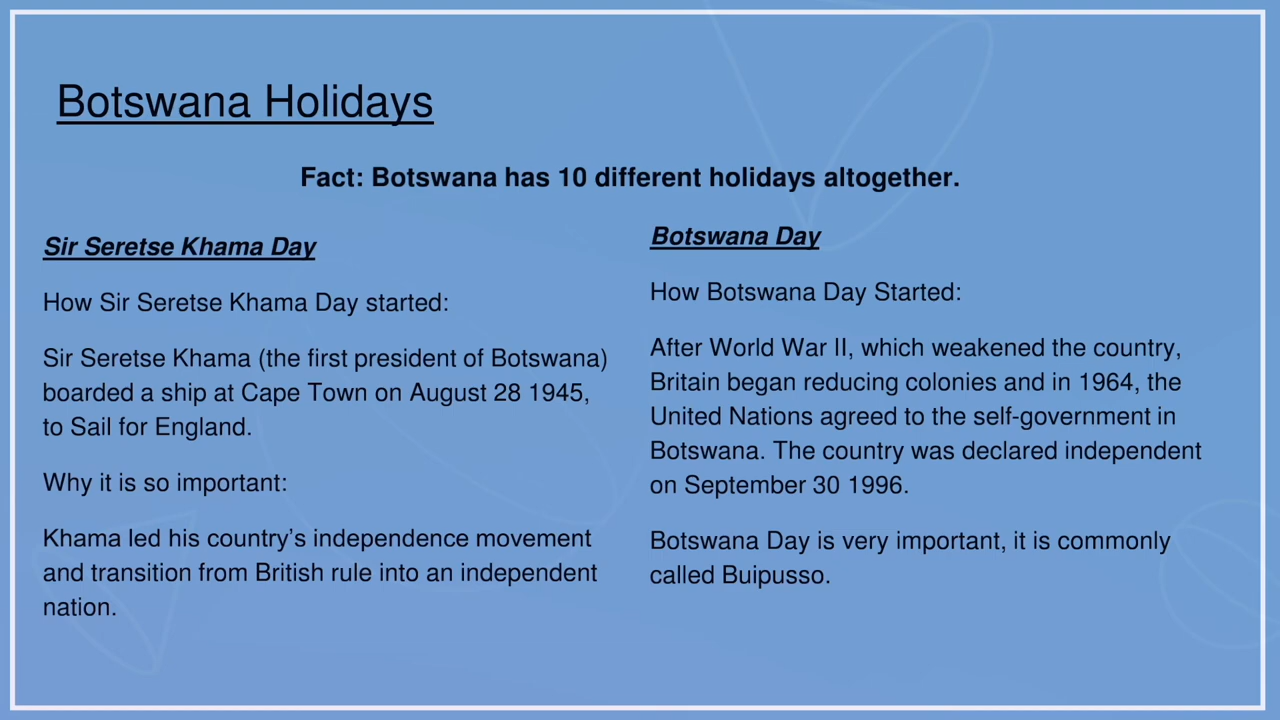 Botswana Holidays
Fact: Botswana has 10 different holidays altogether.
Sir Seretse Khama Day
How Sir Seretse Khama Day started:
Sir Seretse Khama (the first president of Botswana)
boarded a ship at Cape Town on August 28 1945,
to Sail for England.
Why it is so important:
Khama led his country’s independence movement
and transition from British rule into an independent
nation.
Botswana Day
How Botswana Day Started:
After World War II, which weakened the country,
Britain began reducing colonies and in 1964, the
United Nations agreed to the self-government in
Botswana. The country was declared independent
on September 30 1996.
Botswana Day is very important, it is commonly
called Buipusso.